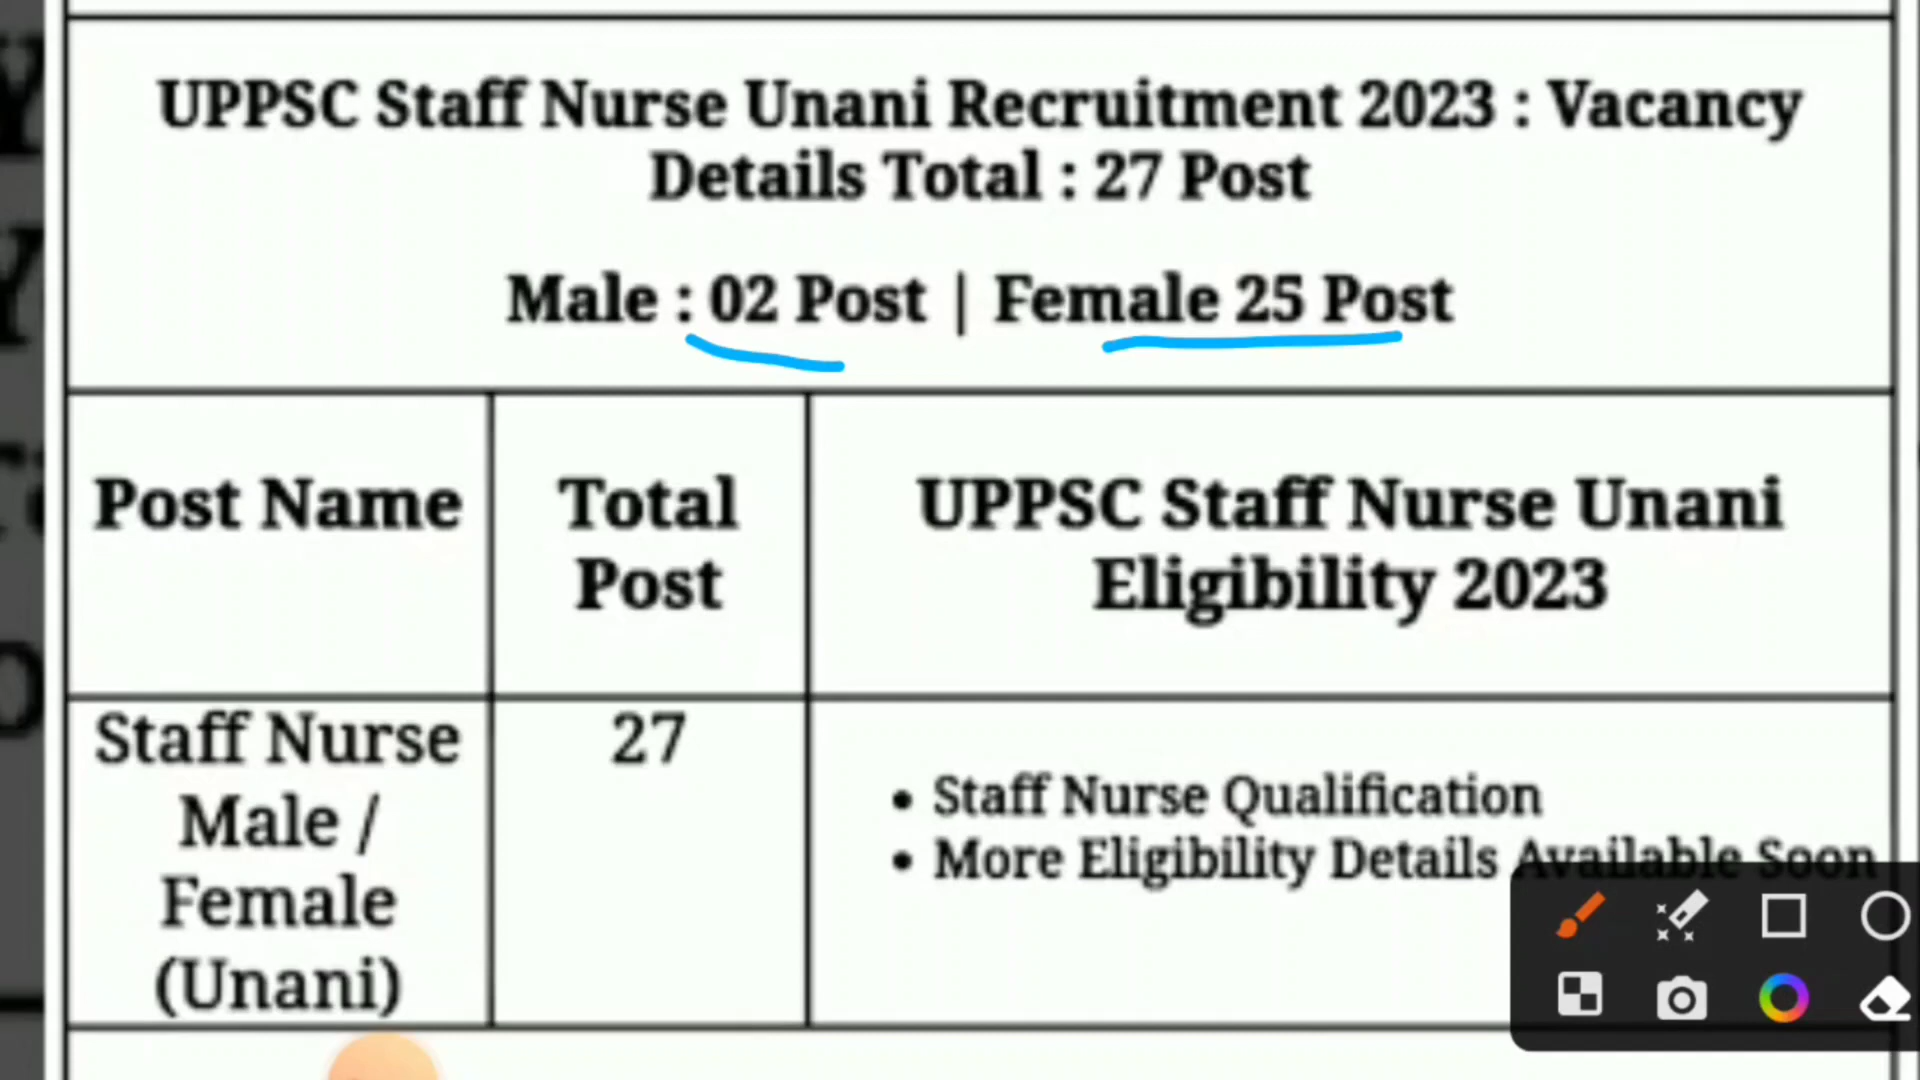 UPPSC Staff Nurse Unani Recruitment 2023 : Vacancy
Details Total : 27 Post
Male : 02 Post | Female 25 Post
Post Name
Total
Post
UPPSC Staff Nurse Unani
Eligibility 2023
Staff Nurse
Male /
Female
(Unani)
27
• Staff Nurse Qualification
• More Eligibility Details Available Soon